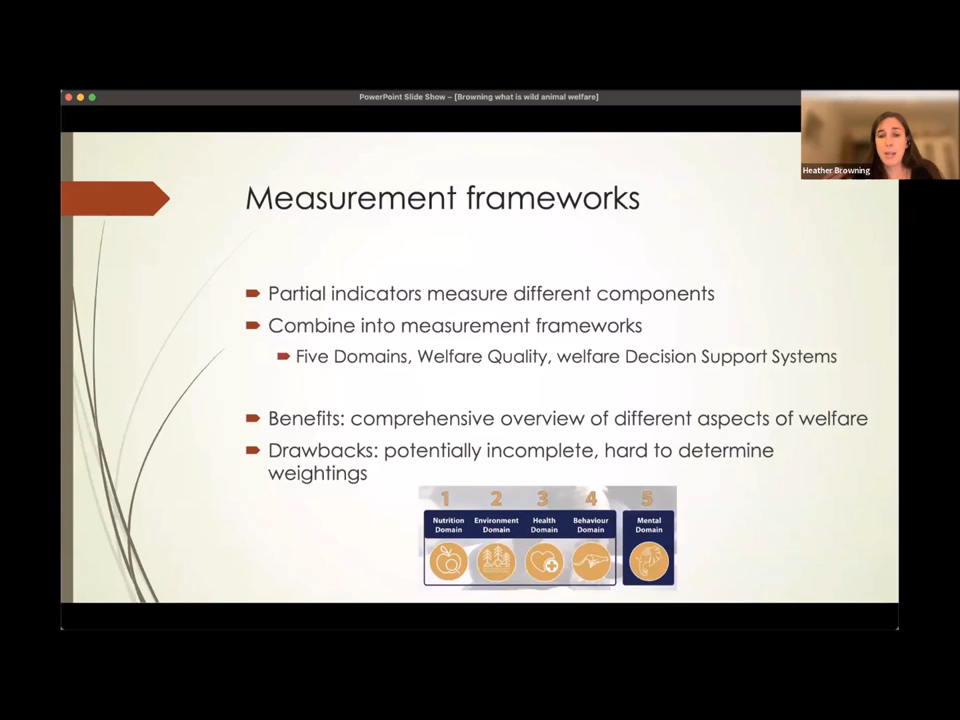 PowerPoint Slide Show – [Browning what is wild animal welfare]
Heather Browning
Measurement frameworks
Partial indicators measure different components
Combine into measurement frameworks
Five Domains, Welfare Quality, welfare Decision Support Systems
Benefits: comprehensive overview of different aspects of welfare
Drawbacks: potentially incomplete, hard to determine
weightings
1 2 3 4 5
Nutrition Environment Health Behaviour Mental
Domain Domain Domain Domain Domain